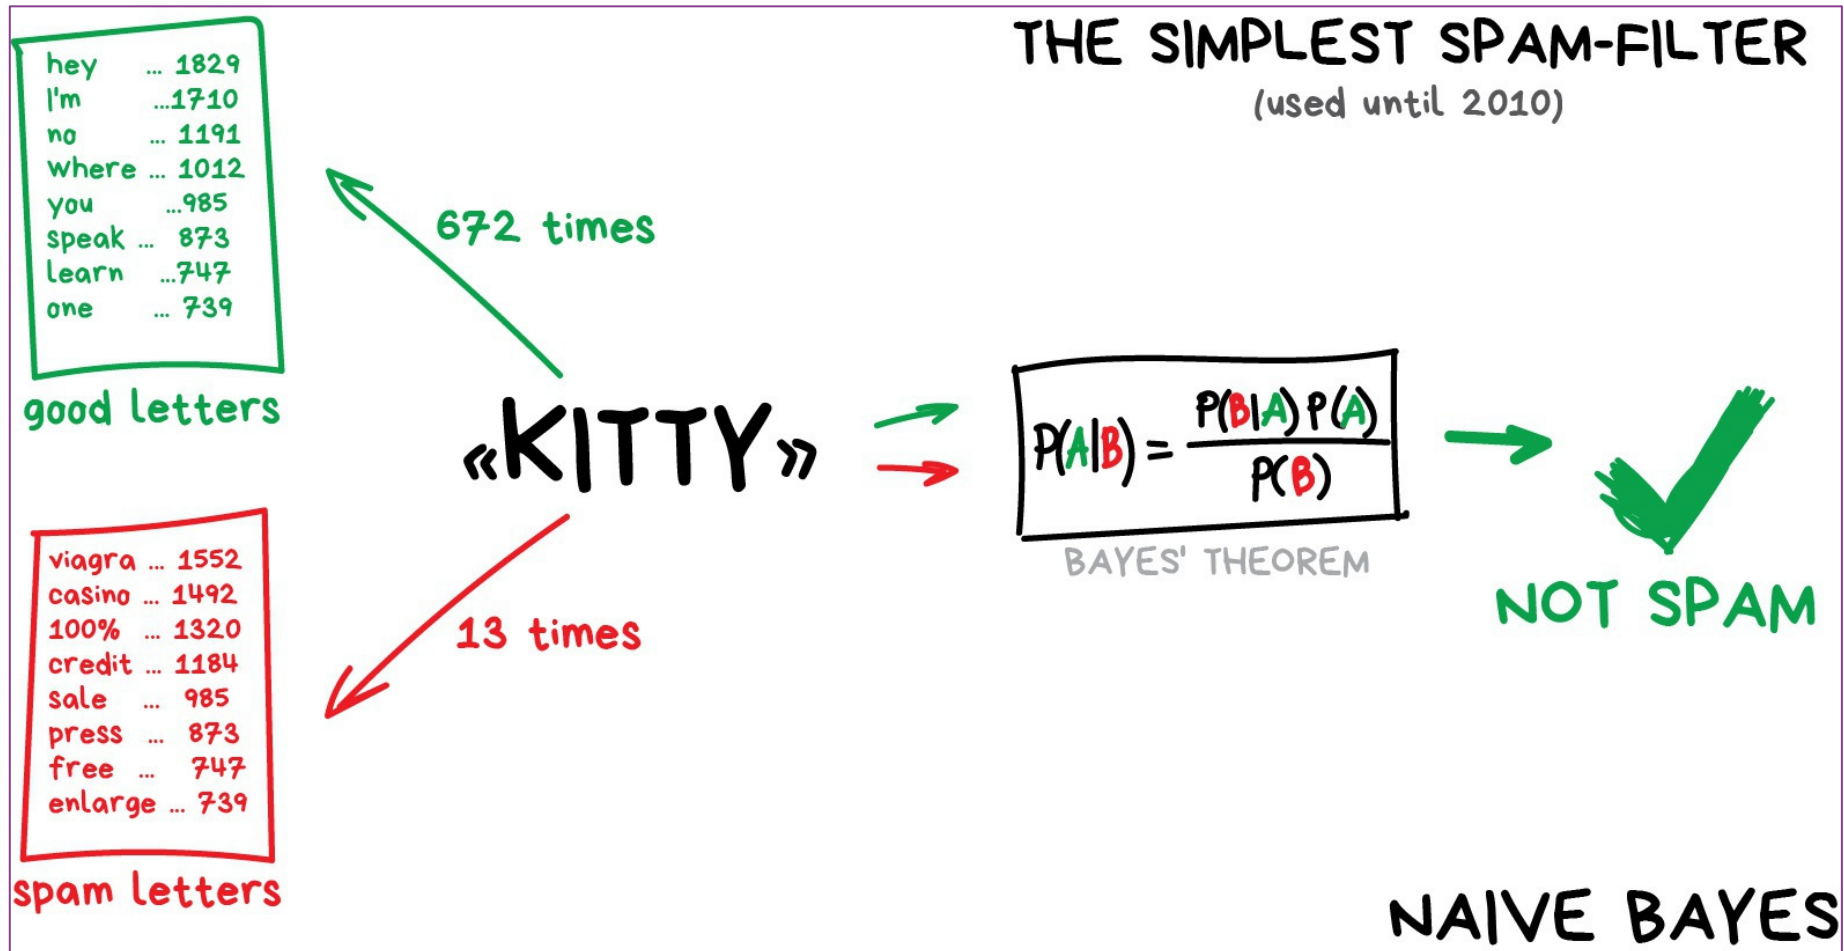 THE SIMPLEST SPAM-FILTER
(used until 2010)
hey ... 1829
I'm ...1710
no ... 1191
where ... 1012
you ...985
speak ... 873
learn ...747
one ... 739
good letters
672 times
«KITTY»
P(A|B) = P(B|A) P(A) / P(B)
BAYES' THEOREM
NOT SPAM
13 times
viagra ... 1552
casino ... 1492
100% ... 1320
credit ... 1184
sale ... 985
press ... 873
free ... 747
enlarge ... 739
spam letters
NAIVE BAYES